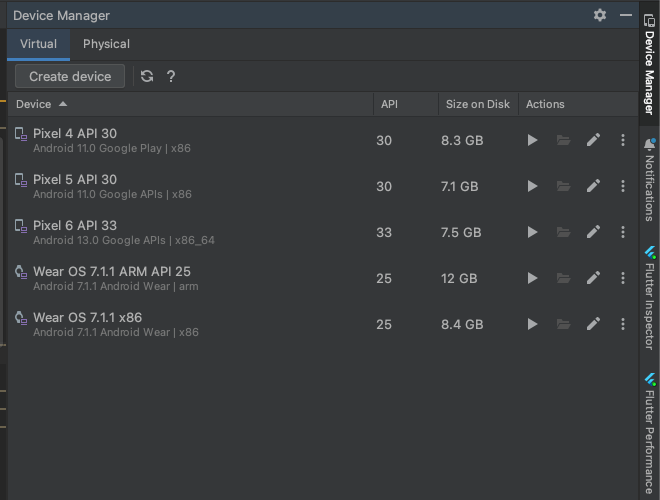 Device Manager
Virtual Physical
Create device ?
Device API Size on Disk Actions
Pixel 4 API 30 30 8.3 GB
Android 11.0 Google Play | x86
Pixel 5 API 30 30 7.1 GB
Android 11.0 Google APIs | x86
Pixel 6 API 33 33 7.5 GB
Android 13.0 Google APIs | x86_64
Wear OS 7.1.1 ARM API 25 25 12 GB
Android 7.1.1 Android Wear | arm
Wear OS 7.1.1 x86 25 8.4 GB
Android 7.1.1 Android Wear | x86
Device Manager
Notifications
Flutter Inspector
Flutter Performance